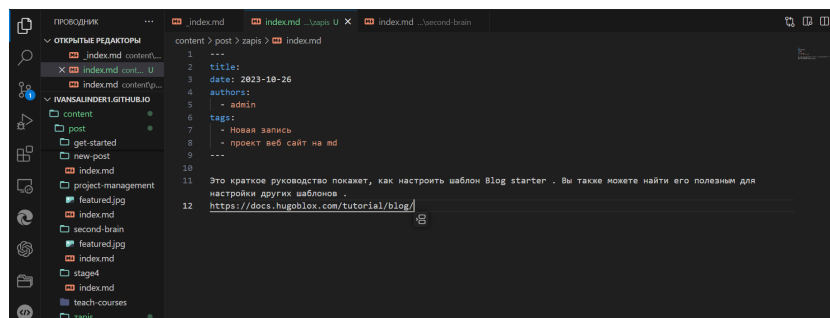 ПРОВОДНИК
...
_index.md
index.md ...\zapis U
index.md ...\second-brain
ОТКРЫТЫЕ РЕДАКТОРЫ
_index.md content\...
index.md cont... U
index.md content\p...
IVANSALINDER1.GITHUB.IO
content
post
get-started
new-post
index.md
project-management
featured.jpg
index.md
second-brain
featured.jpg
index.md
stage4
index.md
teach-courses
zapis
1
content > post > zapis > index.md
1 ---
2 title:
3 date: 2023-10-26
4 authors:
5 - admin
6 tags:
7 - Новая запись
8 - проект веб сайт на md
9 ---
10
11 Это краткое руководство покажет, как настроить шаблон Blog starter . Вы также можете найти его полезным для
настройки других шаблонов .
12 https://docs.hugoblox.com/tutorial/blog/